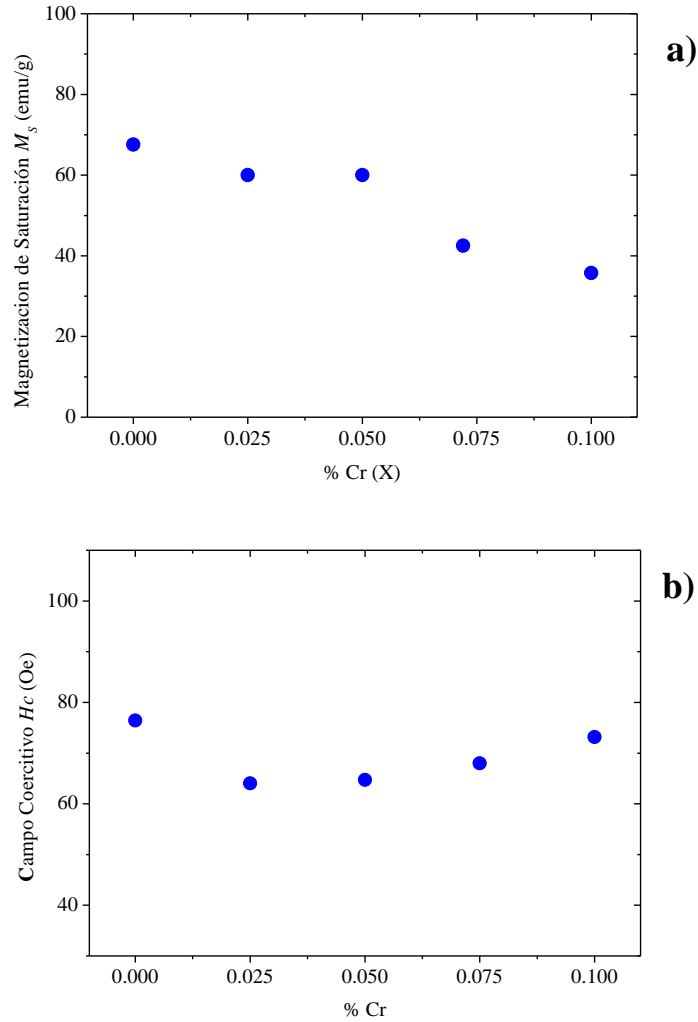 a)
Magnetizacion de Saturación M_s (emu/g)
100
80
60
40
20
0
0.000 0.025 0.050 0.075 0.100
% Cr (X)
b)
Campo Coercitivo Hc (Oe)
100
80
60
40
0.000 0.025 0.050 0.075 0.100
% Cr